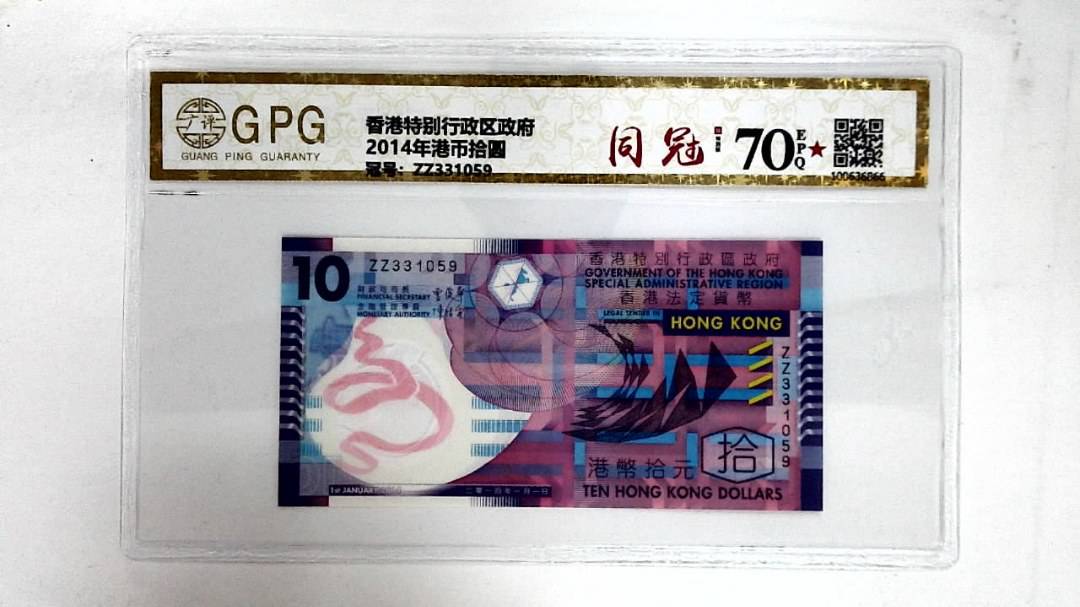 广评
GPG
GUANG PING GUARANTY
香港特别行政区政府
2014年港币拾圆
冠号：ZZ331059
同冠
70
EPQ
★
100636866
10
ZZ331059
財政司司長
FINANCIAL SECRETARY
金融管理專員
MONETARY AUTHORITY
香港特別行政區政府
GOVERNMENT OF THE HONG KONG
SPECIAL ADMINISTRATIVE REGION
香港法定貨幣
LEGAL TENDER IN
HONG KONG
ZZ331059
港幣拾元
拾
TEN HONG KONG DOLLARS
1st JANUARY
二零一四年一月一日